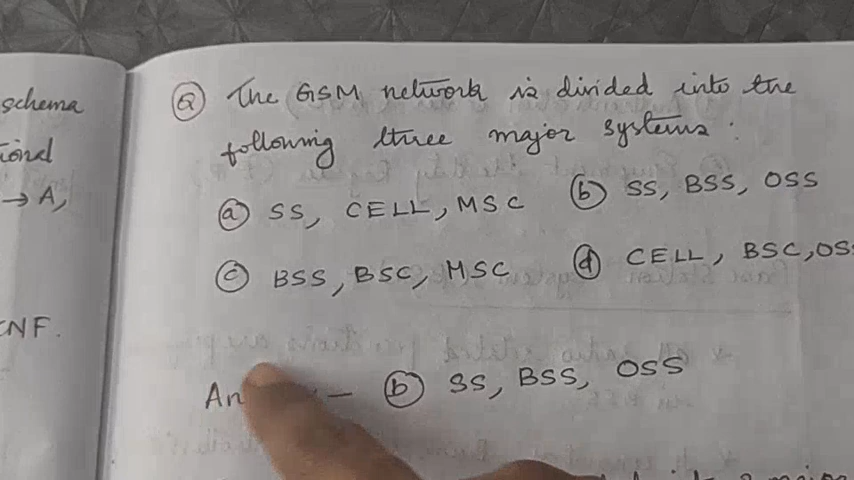 schema
tional
→ A,
CNF.
Q The GSM network is divided into the
following three major systems :
a SS, CELL, MSC
b SS, BSS, OSS
c BSS, BSC, MSC
d CELL, BSC, OS
An - b SS, BSS, OSS